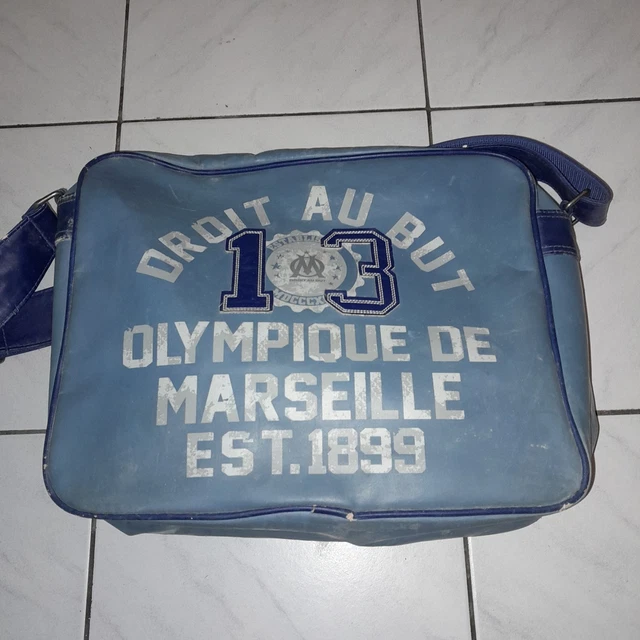 DROIT AU BUT
13
OLYMPIQUE DE
MARSEILLE
EST.1899